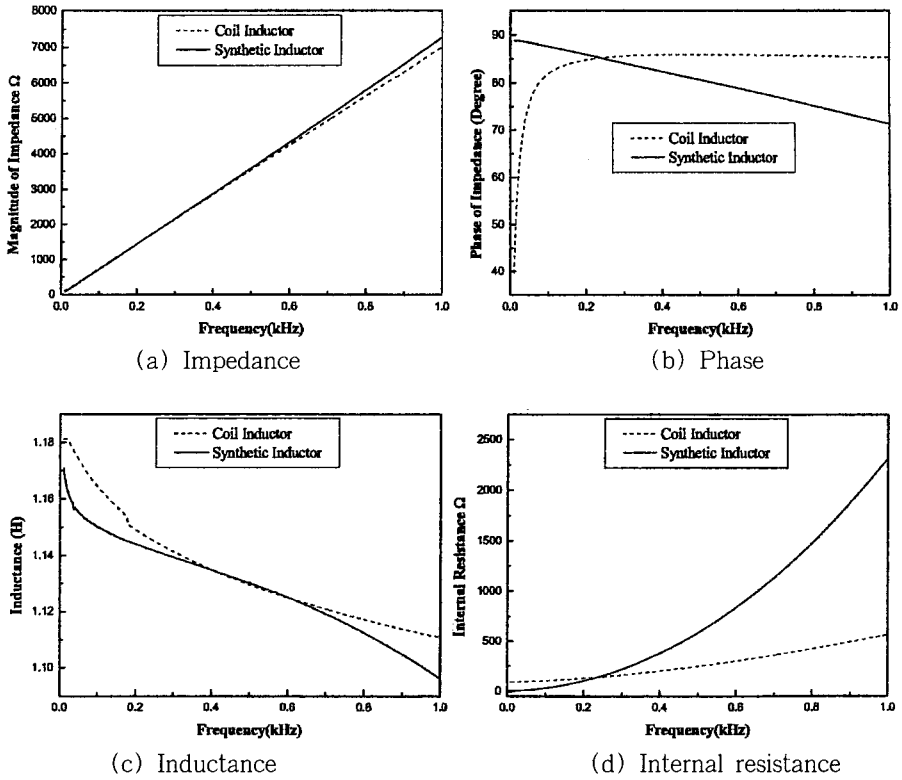 8000
7000
6000
5000
4000
3000
2000
1000
0
Magnitude of Impedance Ω
Coil Inductor
Synthetic Inductor
0.0 0.2 0.4 0.6 0.8 1.0
Frequency(kHz)
(a) Impedance
90
80
70
60
50
40
Phase of Impedance (Degree)
Coil Inductor
Synthetic Inductor
0.0 0.2 0.4 0.6 0.8 1.0
Frequency(kHz)
(b) Phase
1.18
1.16
1.14
1.12
1.10
Inductance (H)
Coil Inductor
Synthetic Inductor
0.0 0.2 0.4 0.6 0.8 1.0
Frequency(kHz)
(c) Inductance
2500
2000
1500
1000
500
0
Internal Resistance Ω
Coil Inductor
Synthetic Inductor
0.0 0.2 0.4 0.6 0.8 1.0
Frequency(kHz)
(d) Internal resistance